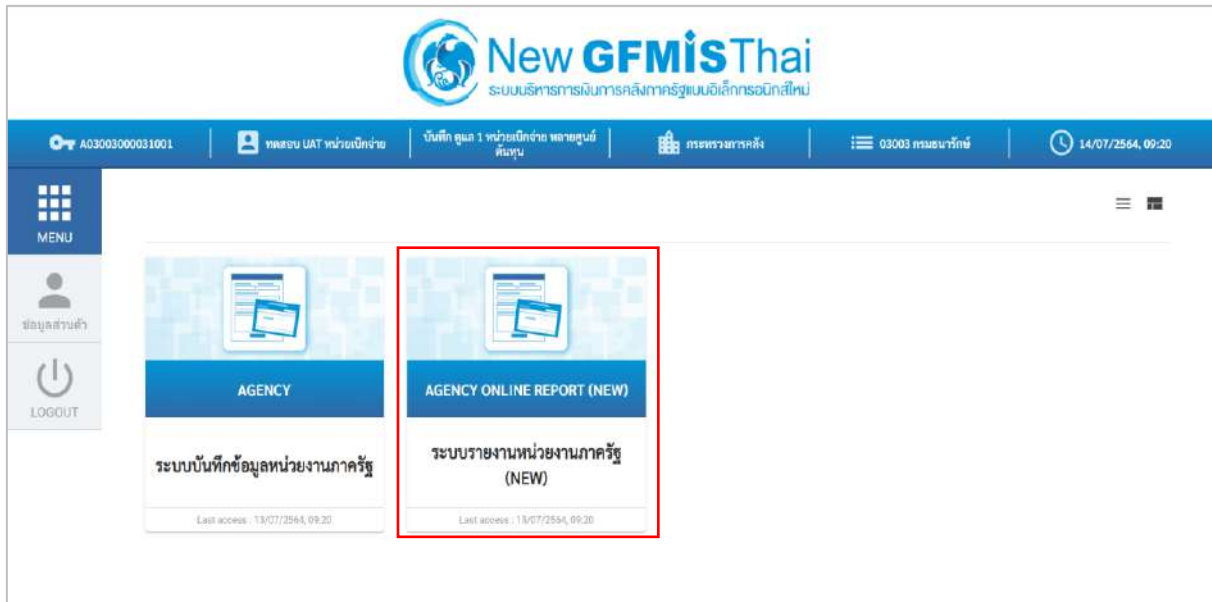 New GFMISThai
ระบบบริหารการเงินการคลังภาครัฐแบบอิเล็กทรอนิกส์ใหม่
A03003000031001
ทดสอบ UAT หน่วยเบิกจ่าย
บันทึก ดูแล 1 หน่วยเบิกจ่าย หลายศูนย์
ต้นทุน
กระทรวงการคลัง
03003 กรมธนารักษ์
14/07/2564, 09:20
MENU
ข้อมูลส่วนตัว
LOGOUT
AGENCY
ระบบบันทึกข้อมูลหน่วยงานภาครัฐ
Last access : 13/07/2564, 09:20
AGENCY ONLINE REPORT (NEW)
ระบบรายงานหน่วยงานภาครัฐ
(NEW)
Last access : 13/07/2564, 09:20